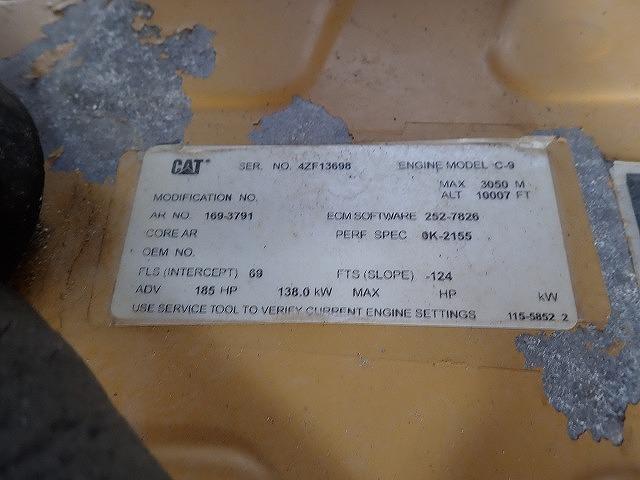 CAT SER. NO. 4ZF13698 ENGINE MODEL C-9
MAX 3050 M
MODIFICATION NO. ALT 10007 FT
AR NO. 169-3791 ECM SOFTWARE 252-7826
CORE AR PERF SPEC 0K-2155
OEM NO.
FLS (INTERCEPT) 69 FTS (SLOPE) -124
ADV 185 HP 138.0 kW MAX HP kW
USE SERVICE TOOL TO VERIFY CURRENT ENGINE SETTINGS 115-5852 2